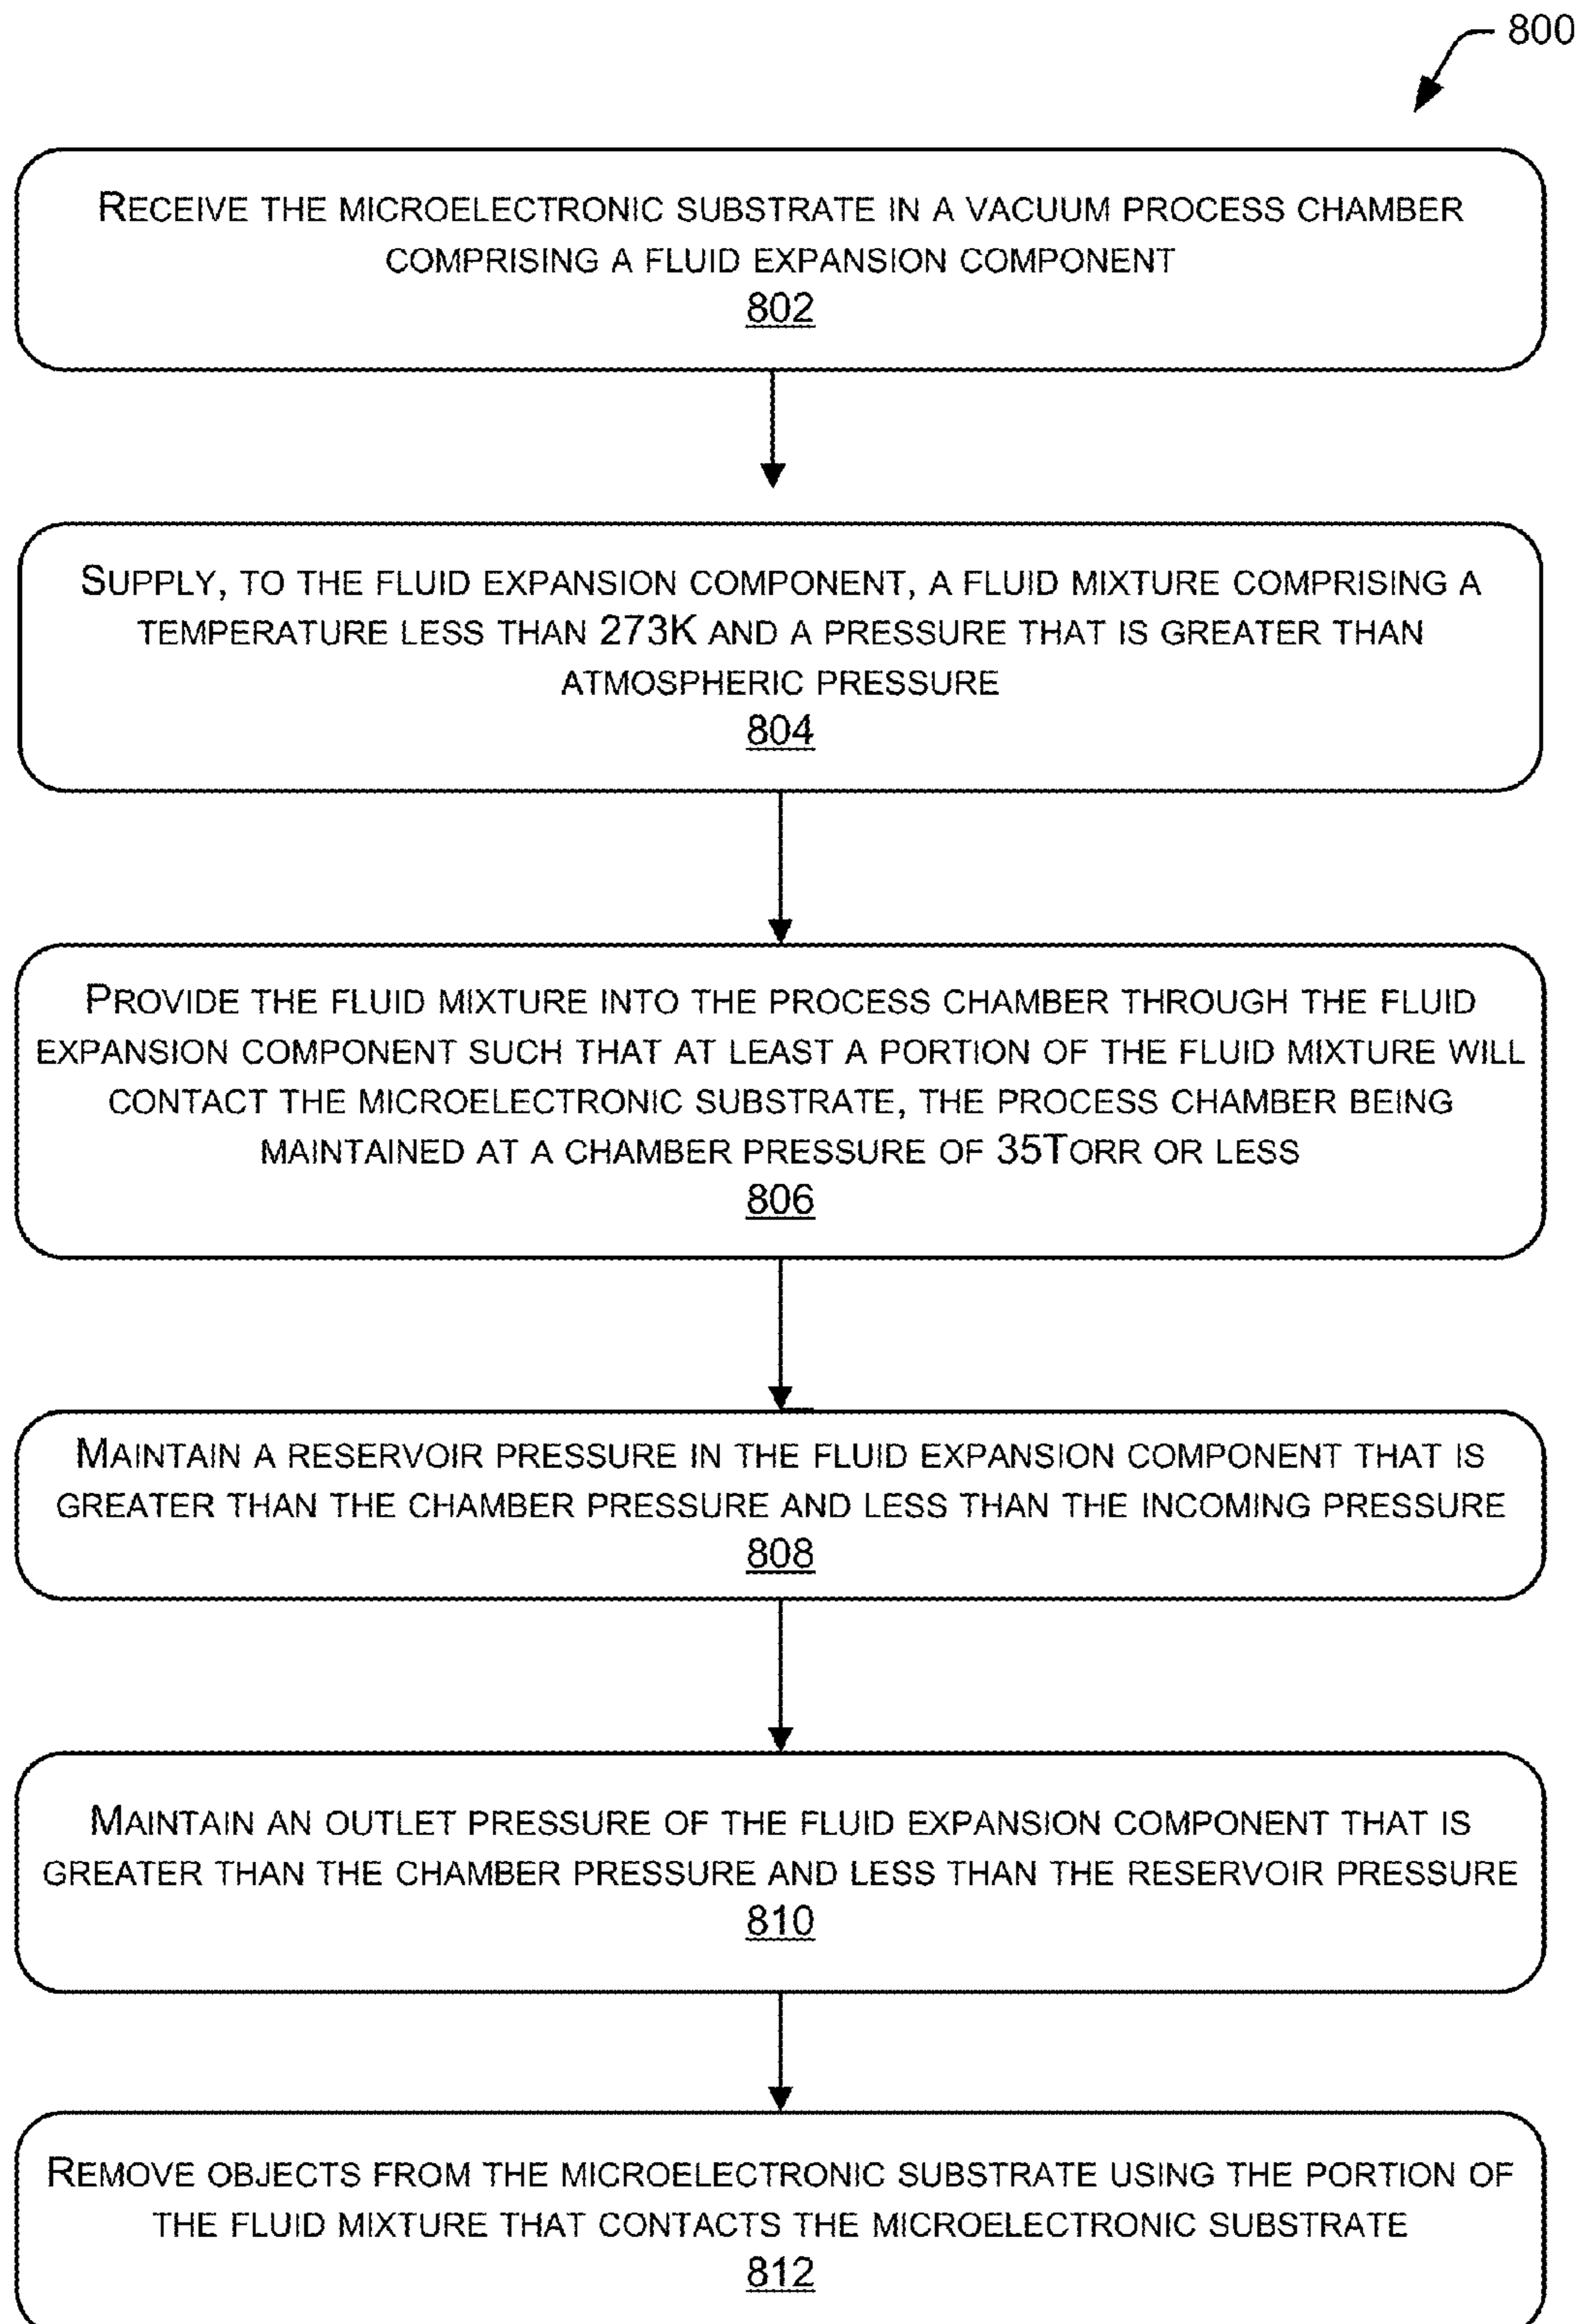 800
RECEIVE THE MICROELECTRONIC SUBSTRATE IN A VACUUM PROCESS CHAMBER
COMPRISING A FLUID EXPANSION COMPONENT
802
SUPPLY, TO THE FLUID EXPANSION COMPONENT, A FLUID MIXTURE COMPRISING A
TEMPERATURE LESS THAN 273K AND A PRESSURE THAT IS GREATER THAN
ATMOSPHERIC PRESSURE
804
PROVIDE THE FLUID MIXTURE INTO THE PROCESS CHAMBER THROUGH THE FLUID
EXPANSION COMPONENT SUCH THAT AT LEAST A PORTION OF THE FLUID MIXTURE WILL
CONTACT THE MICROELECTRONIC SUBSTRATE, THE PROCESS CHAMBER BEING
MAINTAINED AT A CHAMBER PRESSURE OF 35TORR OR LESS
806
MAINTAIN A RESERVOIR PRESSURE IN THE FLUID EXPANSION COMPONENT THAT IS
GREATER THAN THE CHAMBER PRESSURE AND LESS THAN THE INCOMING PRESSURE
808
MAINTAIN AN OUTLET PRESSURE OF THE FLUID EXPANSION COMPONENT THAT IS
GREATER THAN THE CHAMBER PRESSURE AND LESS THAN THE RESERVOIR PRESSURE
810
REMOVE OBJECTS FROM THE MICROELECTRONIC SUBSTRATE USING THE PORTION OF
THE FLUID MIXTURE THAT CONTACTS THE MICROELECTRONIC SUBSTRATE
812